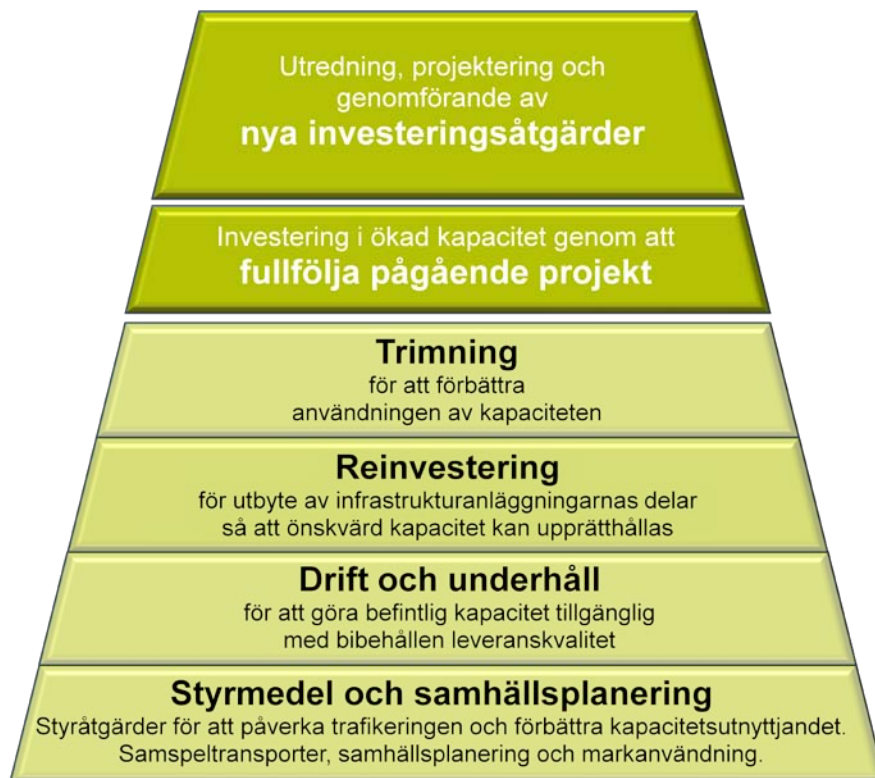 Utredning, projektering och
genomförande av
nya investeringsåtgärder
Investering i ökad kapacitet genom att
fullfölja pågående projekt
Trimning
för att förbättra
användningen av kapaciteten
Reinvestering
för utbyte av infrastrukturanläggningarnas delar
så att önskvärd kapacitet kan upprätthållas
Drift och underhåll
för att göra befintlig kapacitet tillgänglig
med bibehållen leveranskvalitet
Styrmedel och samhällsplanering
Styråtgärder för att påverka trafikeringen och förbättra kapacitetsutnyttjandet.
Samspeltransporter, samhällsplanering och markanvändning.